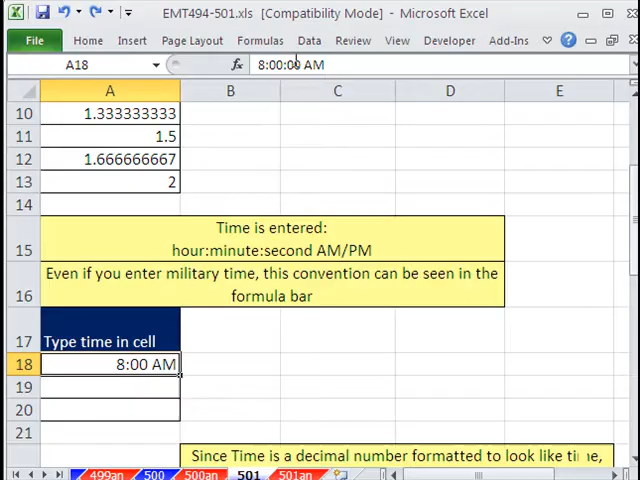 EMT494-501.xls [Compatibility Mode] - Microsoft Excel
File Home Insert Page Layout Formulas Data Review View Developer Add-Ins
A18 fx 8:00:00 AM
A B C D E
10 1.333333333
11 1.5
12 1.666666667
13 2
14
Time is entered:
15 hour:minute:second AM/PM
Even if you enter military time, this convention can be seen in the
16 formula bar
17 Type time in cell
18 8:00 AM
19
20
21
Since Time is a decimal number formatted to look like time,
499an 500 500an 501 501an